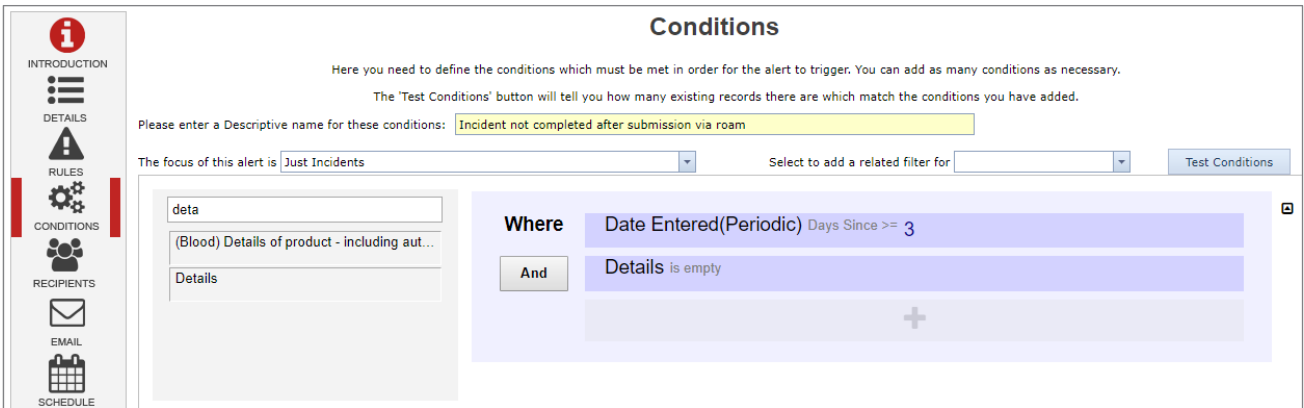 Conditions
INTRODUCTION
Here you need to define the conditions which must be met in order for the alert to trigger. You can add as many conditions as necessary.
The 'Test Conditions' button will tell you how many existing records there are which match the conditions you have added.
DETAILS
Please enter a Descriptive name for these conditions: Incident not completed after submission via roam
RULES
The focus of this alert is Just Incidents Select to add a related filter for Test Conditions
CONDITIONS
deta
(Blood) Details of product - including aut...
Details
Where Date Entered(Periodic) Days Since >= 3
And Details is empty
RECIPIENTS
EMAIL
SCHEDULE